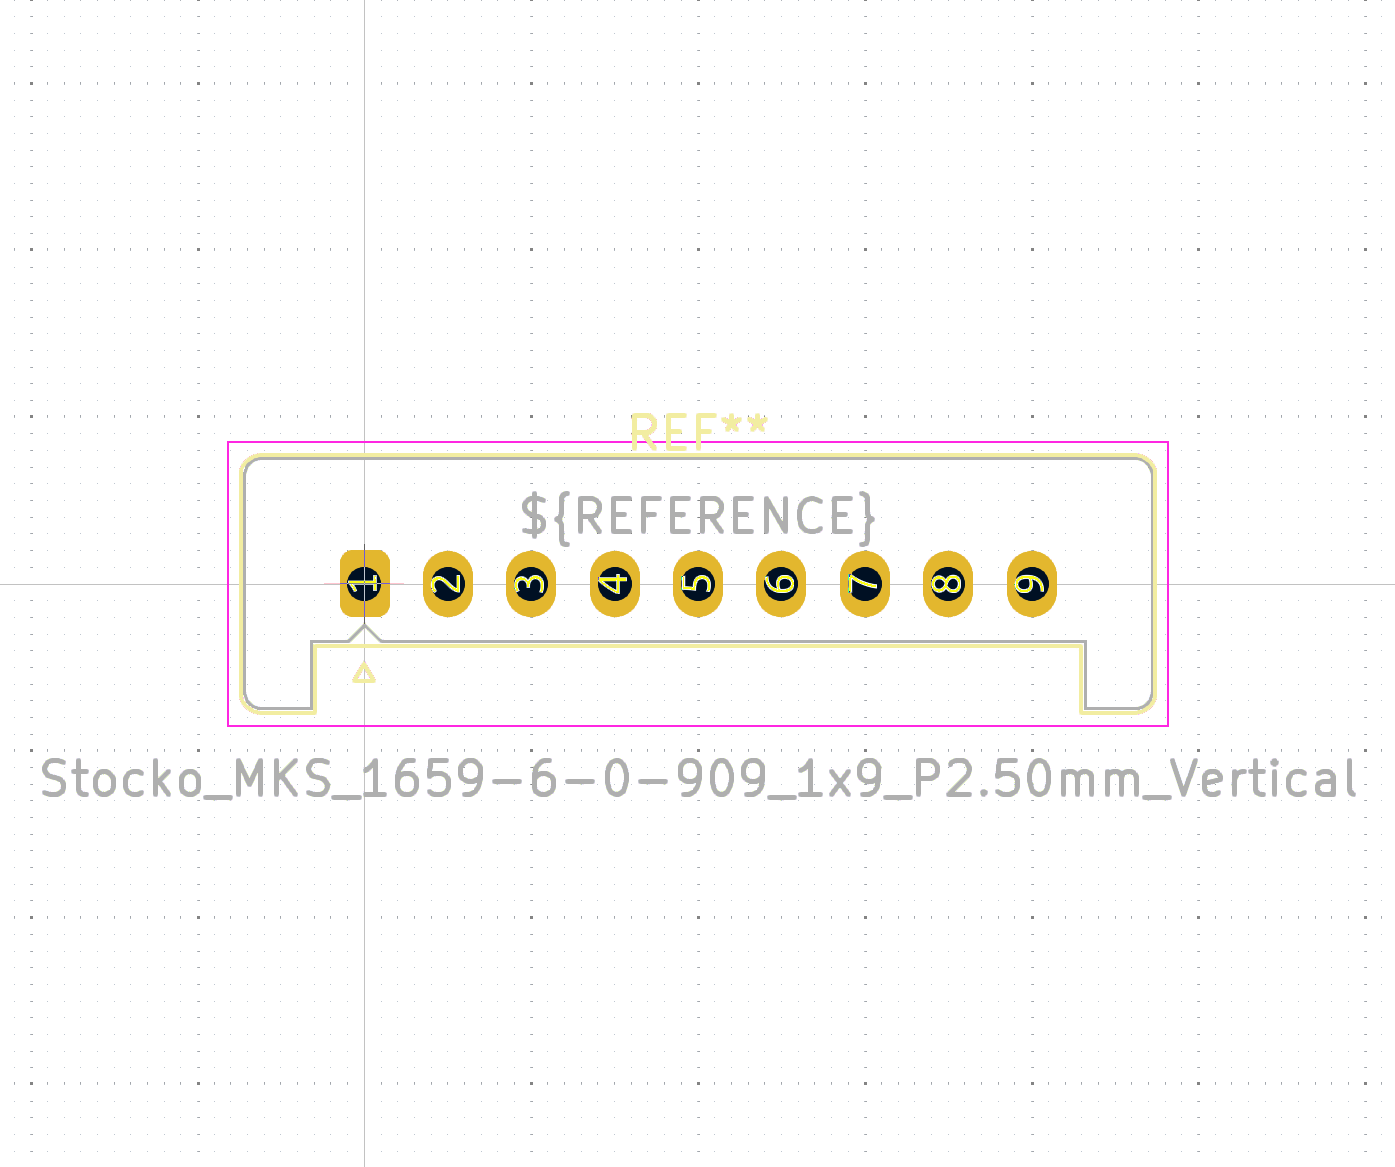 REF**
${REFERENCE}
1 2 3 4 5 6 7 8 9
Stocko_MKS_1659-6-0-909_1x9_P2.50mm_Vertical